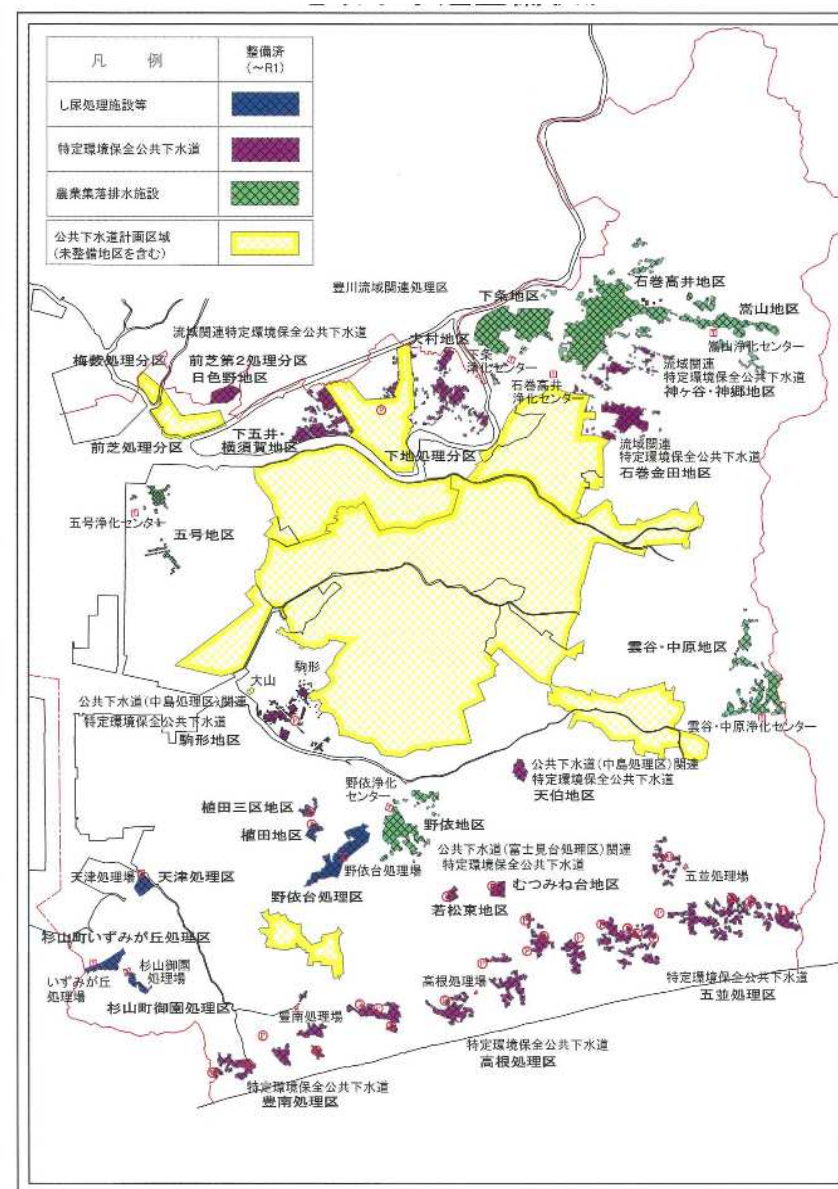 凡 例
整備済
(～R1)
し尿処理施設等
特定環境保全公共下水道
農業集落排水施設
公共下水道計画区域
(未整備地区を含む)
豊川流域関連処理区
下条地区
石巻高井地区
嵩山地区
流域関連特定環境保全公共下水道
大村地区
嵩山浄化センター
梅薮処理分区
前芝第2処理分区
日色野地区
下条
浄化センター
石巻高井
浄化センター
流域関連
特定環境保全公共下水道
神ヶ谷・神郷地区
前芝処理分区
下五井・
横須賀地区
下地処理分区
流域関連
特定環境保全公共下水道
石巻金田地区
五号浄化センター
五号地区
雲谷・中原地区
大山
駒形
公共下水道(中島処理区)関連
特定環境保全公共下水道
駒形地区
雲谷・中原浄化センター
公共下水道(中島処理区)関連
特定環境保全公共下水道
天伯地区
野依浄化
センター
植田三区地区
植田地区
野依地区
公共下水道(富士見台処理区)関連
特定環境保全公共下水道
天津処理場
天津処理区
野依台処理場
野依台処理区
むつみね台地区
五並処理場
若松東地区
杉山町いずみが丘処理区
いずみが丘
処理場
杉山御園
処理場
杉山町御園処理区
高根処理場
特定環境保全公共下水道
五並処理区
豊南処理場
特定環境保全公共下水道
高根処理区
特定環境保全公共下水道
豊南処理区